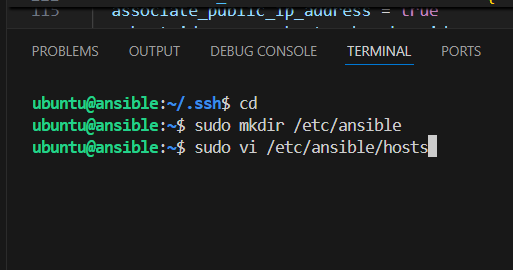 associate_public_ip_address = true
PROBLEMS OUTPUT DEBUG CONSOLE TERMINAL PORTS
ubuntu@ansible:~/.ssh$ cd
ubuntu@ansible:~$ sudo mkdir /etc/ansible
ubuntu@ansible:~$ sudo vi /etc/ansible/hosts